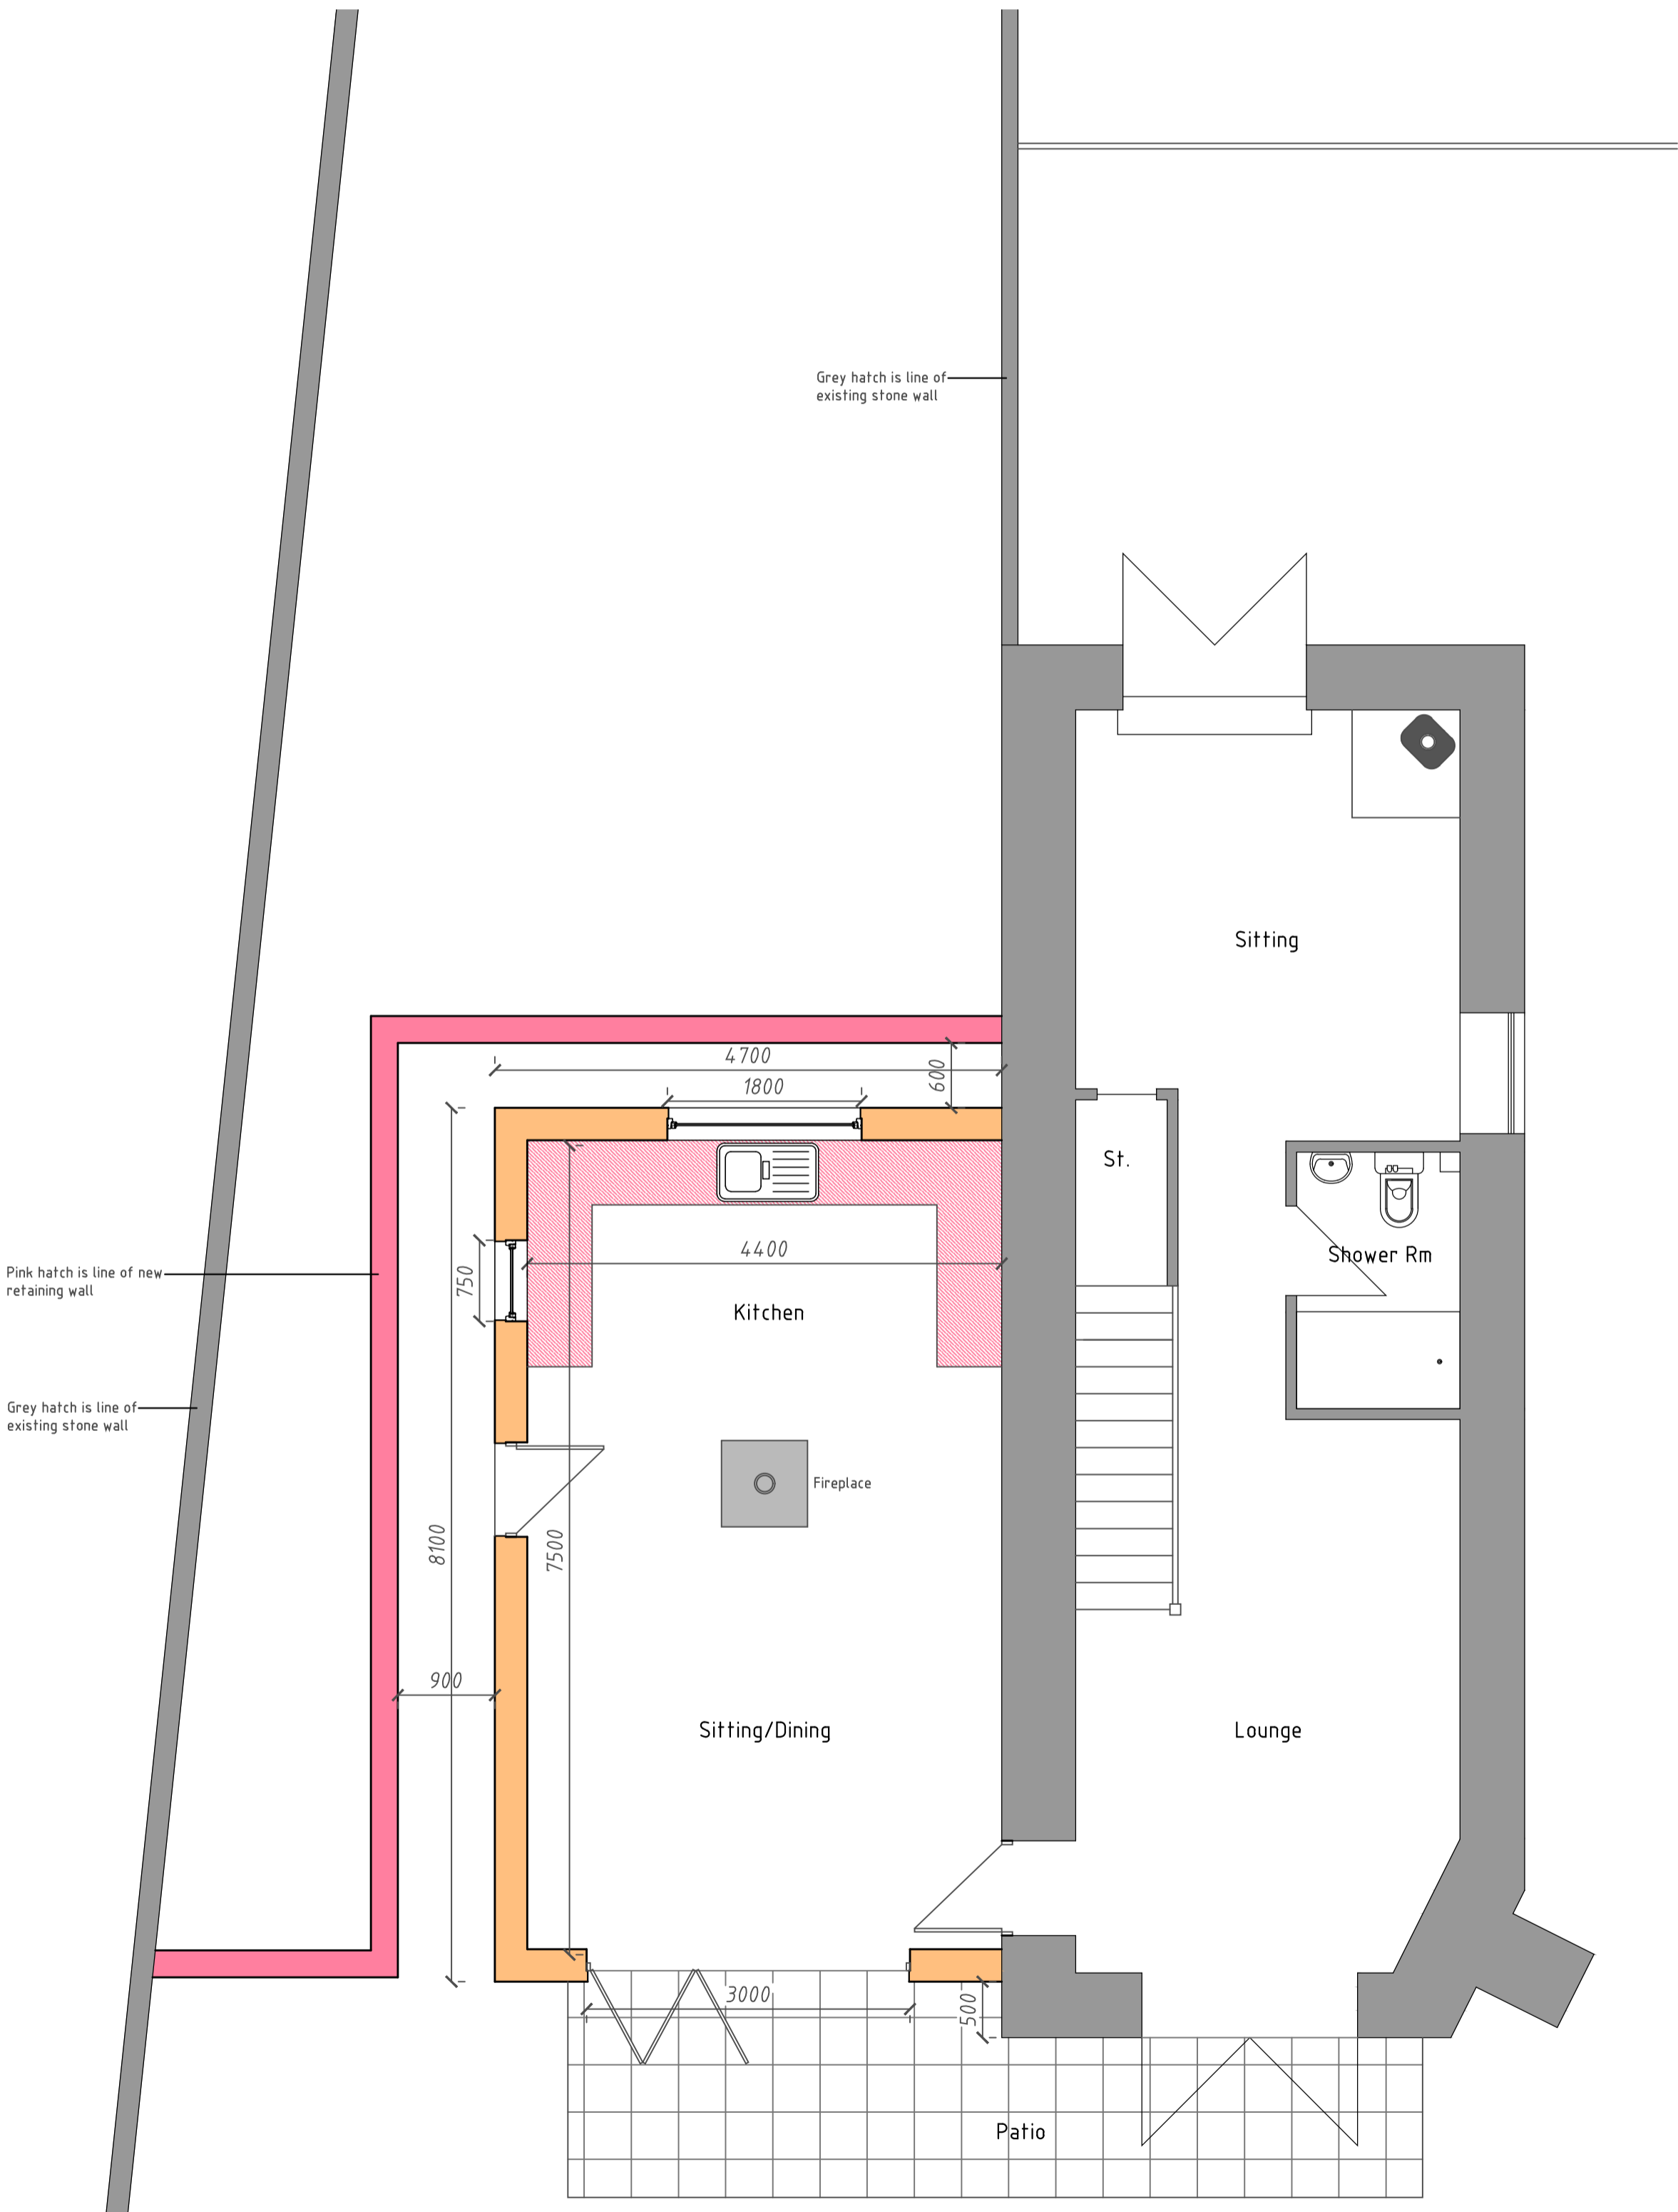 Grey hatch is line of
existing stone wall
Sitting
4700
600
1800
St.
Shower Rm
4400
750
Pink hatch is line of new
retaining wall
Kitchen
Grey hatch is line of
existing stone wall
Fireplace
8100
7500
900
Sitting/Dining
Lounge
3000
500
Patio